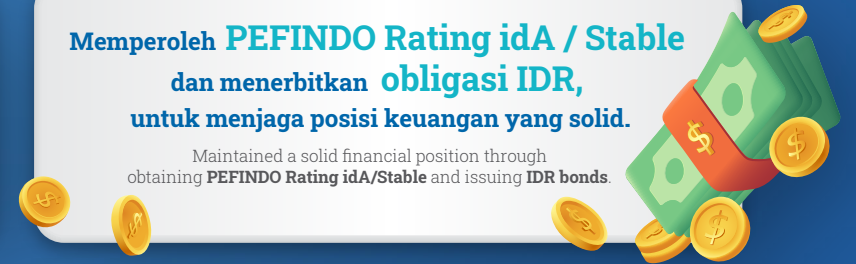 Memperoleh PEFINDO Rating idA / Stable
dan menerbitkan obligasi IDR,
untuk menjaga posisi keuangan yang solid.
Maintained a solid financial position through
obtaining PEFINDO Rating idA/Stable and issuing IDR bonds.